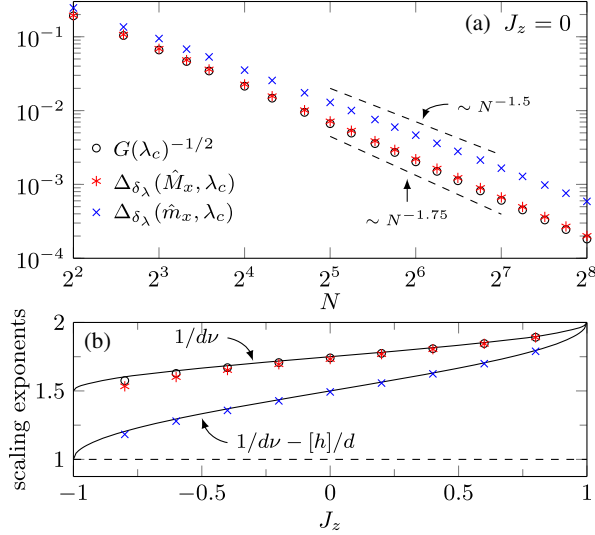 (a) J_z = 0
10^{-1}
10^{-2}
10^{-3}
10^{-4}
∼ N^{-1.5}
∼ N^{-1.75}
G(λ_c)^{-1/2}
Δ_{δ_λ}(M̂_x, λ_c)
Δ_{δ_λ}(m̂_x, λ_c)
2^2 2^3 2^4 2^5 2^6 2^7 2^8
N
(b)
scaling exponents
2
1.5
1
1/dν
1/dν − [h]/d
−1 −0.5 0 0.5 1
J_z